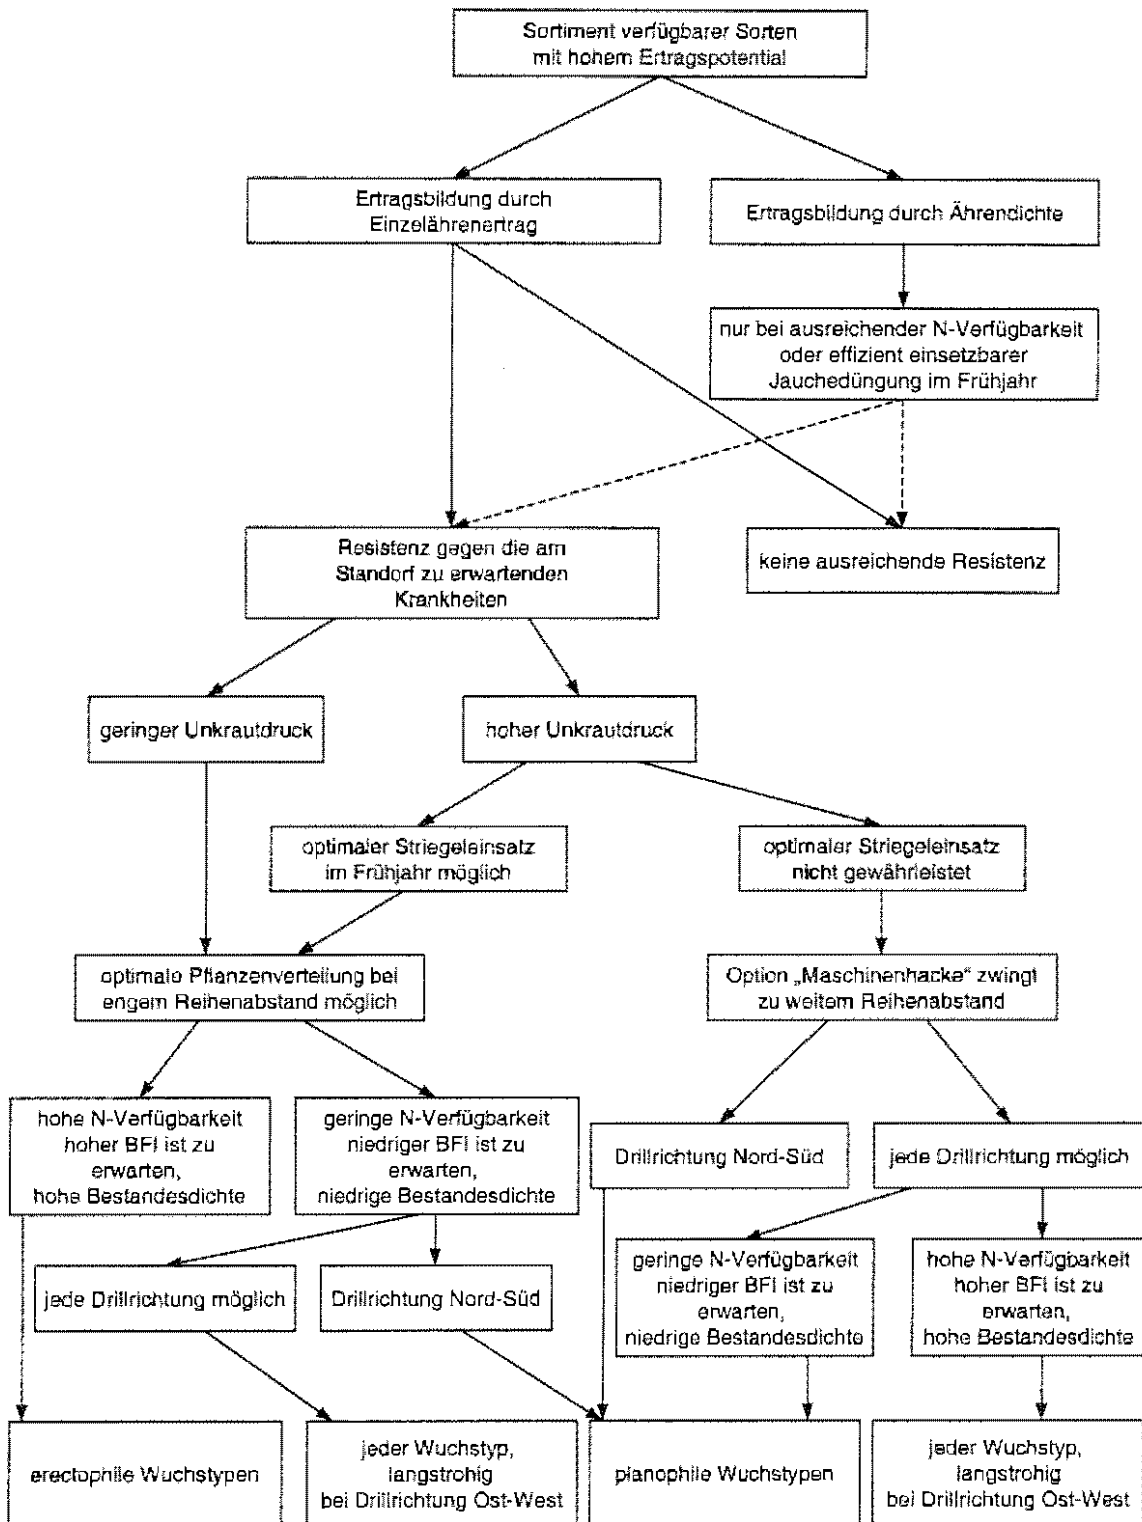 Sortiment verfügbarer Sorten
mit hohem Ertragspotential
Ertragsbildung durch
Einzelährenertrag
Ertragsbildung durch Ährendichte
nur bei ausreichender N-Verfügbarkeit
oder effizient einsetzbarer
Jauchedüngung im Frühjahr
Resistenz gegen die am
Standorf zu erwartenden
Krankheiten
keine ausreichende Resistenz
geringer Unkrautdruck
hoher Unkrautdruck
optimaler Striegeleinsatz
im Frühjahr möglich
optimaler Striegeleinsatz
nicht gewährleistet
optimale Pflanzenverteilung bei
engem Reihenabstand möglich
Option „Maschinenhacke“ zwingt
zu weitem Reihenabstand
hohe N-Verfügbarkeit
hoher BFI ist zu
erwarten,
hohe Bestandesdichte
geringe N-Verfügbarkeit
niedriger BFI ist zu
erwarten,
niedrige Bestandesdichte
Drillrichtung Nord-Süd
jede Drillrichtung möglich
jede Drillrichtung möglich
Drillrichtung Nord-Süd
geringe N-Verfügbarkeit
niedriger BFI ist zu
erwarten,
niedrige Bestandesdichte
hohe N-Verfügbarkeit
hoher BFI ist zu
erwarten,
hohe Bestandesdichte
erectophile Wuchstypen
jeder Wuchstyp,
langstrohig
bei Drillrichtung Ost-West
planophile Wuchstypen
jeder Wuchstyp,
langstrohig
bei Drillrichtung Ost-West